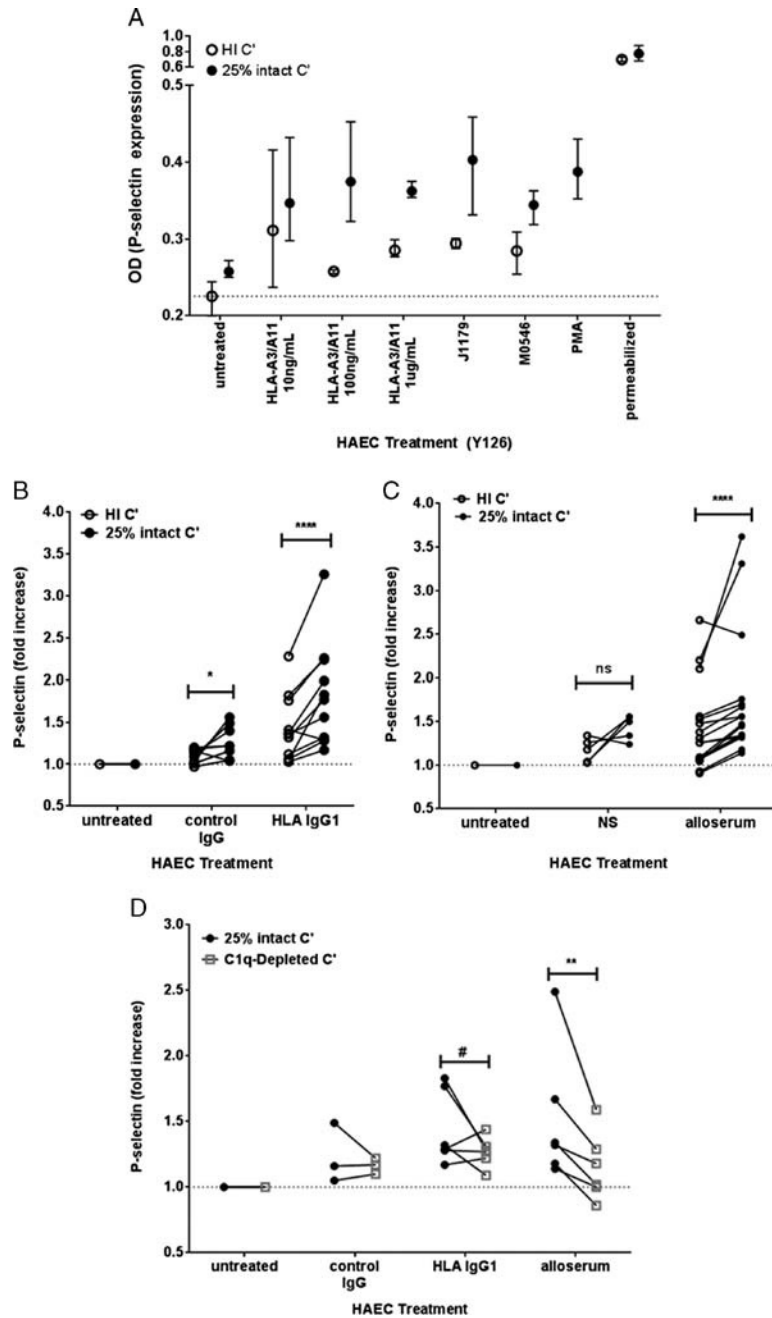 A
HI C'
25% intact C'
OD (P-selectin expression)
1.0
0.8
0.6
0.5
0.4
0.3
0.2
untreated
HLA-A3/A11
10ng/mL
HLA-A3/A11
100ng/mL
HLA-A3/A11
1ug/mL
J1179
M0546
PMA
permeabilized
HAEC Treatment (Y126)
B
HI C'
25% intact C'
P-selectin (fold increase)
4.0
3.5
3.0
2.5
2.0
1.5
1.0
0.5
*
****
untreated
control
IgG
HLA IgG1
HAEC Treatment
C
HI C'
25% intact C'
P-selectin (fold increase)
4.0
3.5
3.0
2.5
2.0
1.5
1.0
0.5
ns
****
untreated
NS
alloserum
HAEC Treatment
D
25% intact C'
C1q-Depleted C'
P-selectin (fold increase)
3.0
2.5
2.0
1.5
1.0
0.5
#
**
untreated
control
IgG
HLA IgG1
alloserum
HAEC Treatment